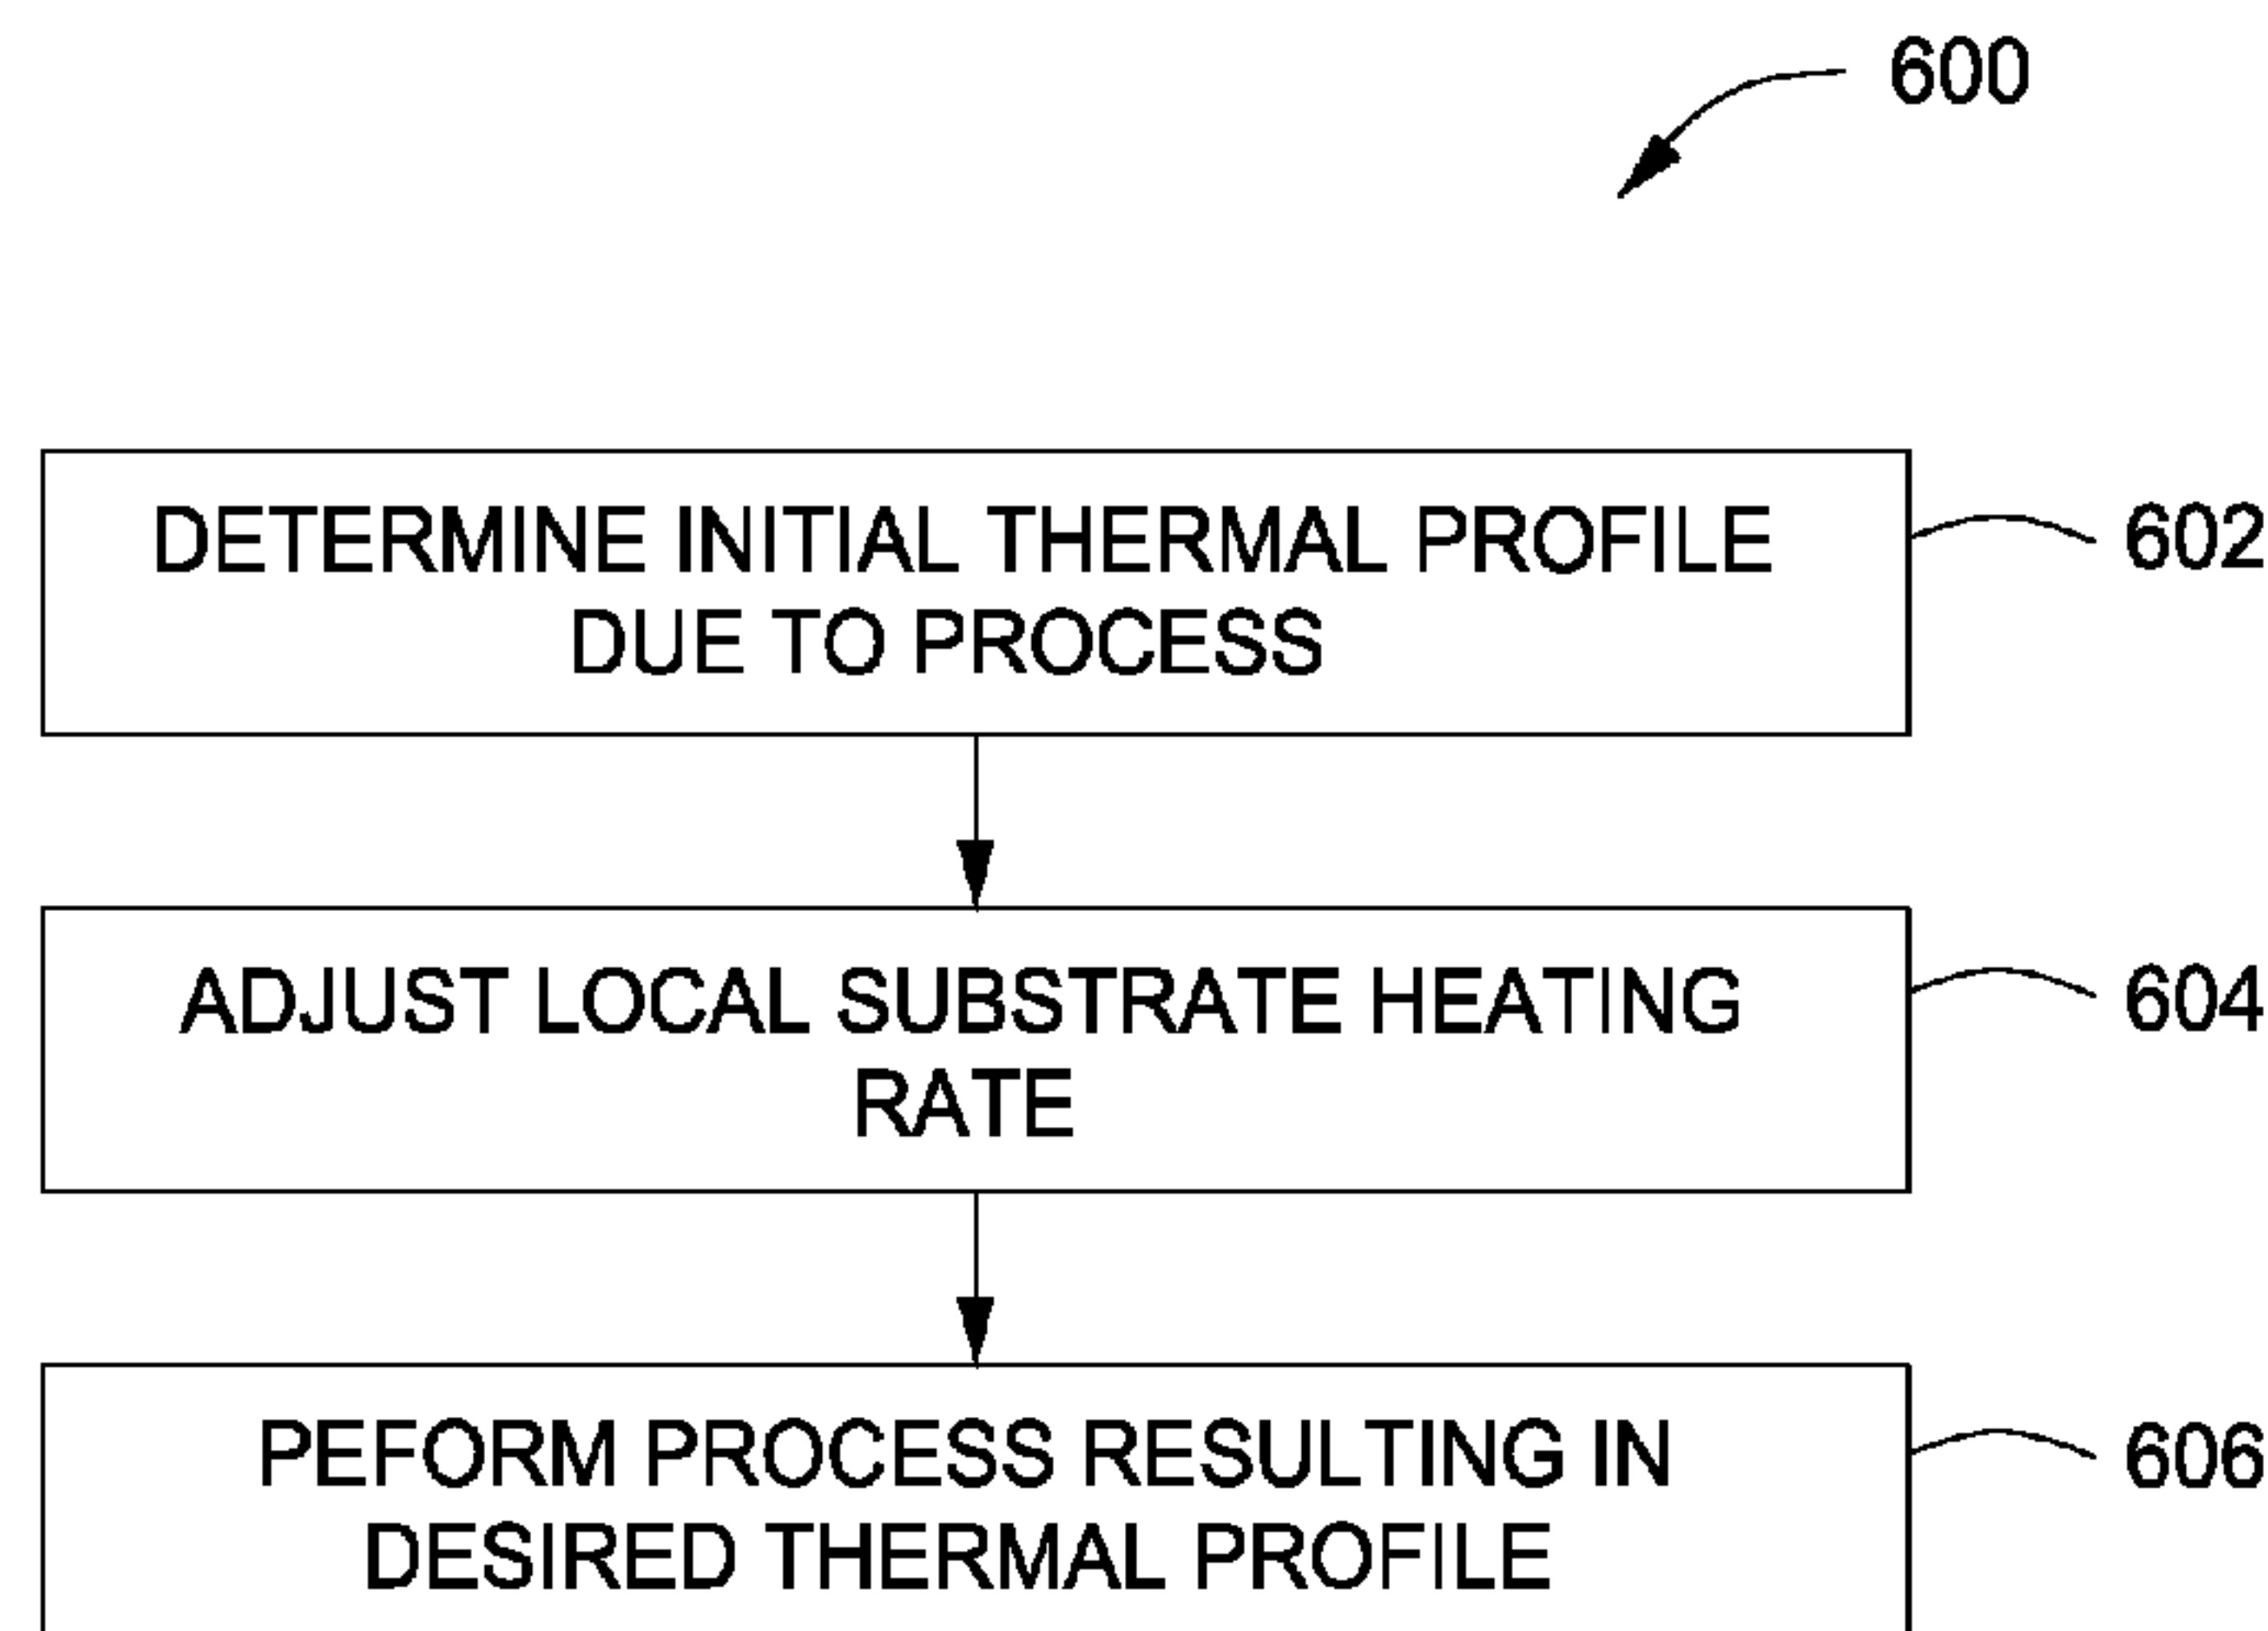 600
DETERMINE INITIAL THERMAL PROFILE
DUE TO PROCESS
602
ADJUST LOCAL SUBSTRATE HEATING
RATE
604
PEFORM PROCESS RESULTING IN
DESIRED THERMAL PROFILE
606